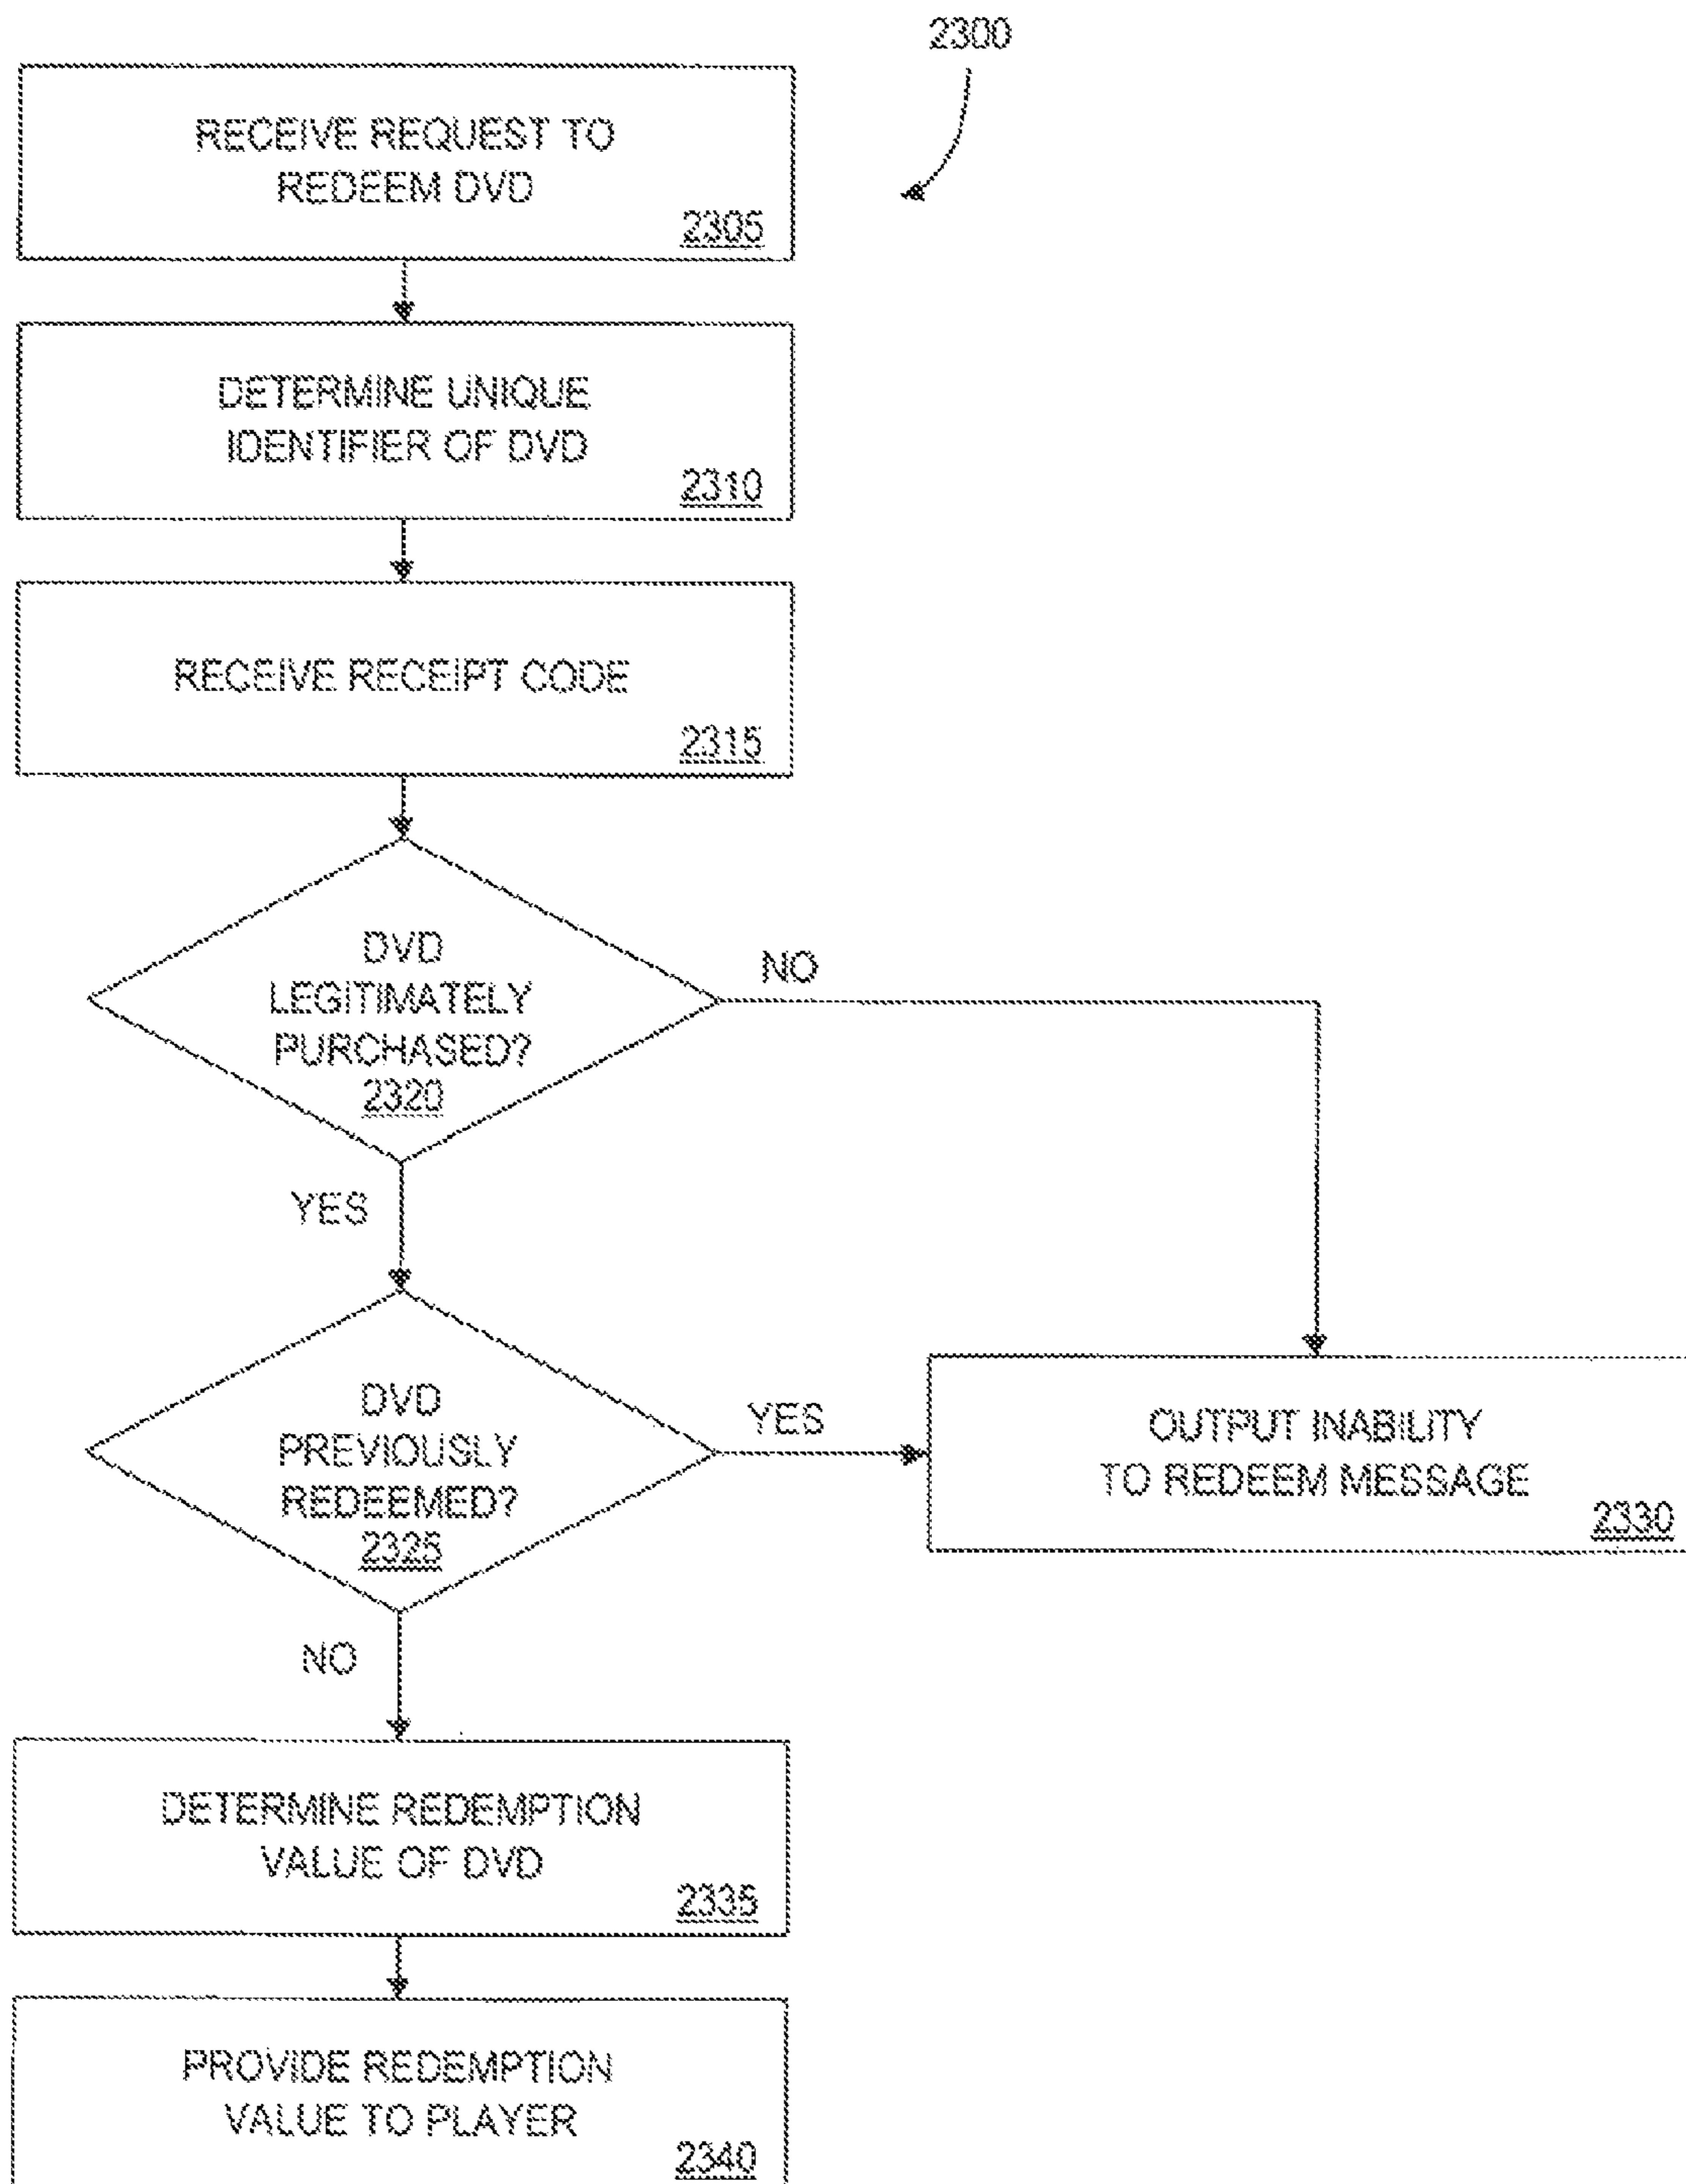 2300
RECEIVE REQUEST TO
REDEEM DVD
2305
DETERMINE UNIQUE
IDENTIFIER OF DVD
2310
RECEIVE RECEIPT CODE
2315
DVD
LEGITIMATELY
PURCHASED?
2320
NO
YES
DVD
PREVIOUSLY
REDEEMED?
2325
YES
OUTPUT INABILITY
TO REDEEM MESSAGE
2330
NO
DETERMINE REDEMPTION
VALUE OF DVD
2335
PROVIDE REDEMPTION
VALUE TO PLAYER
2340